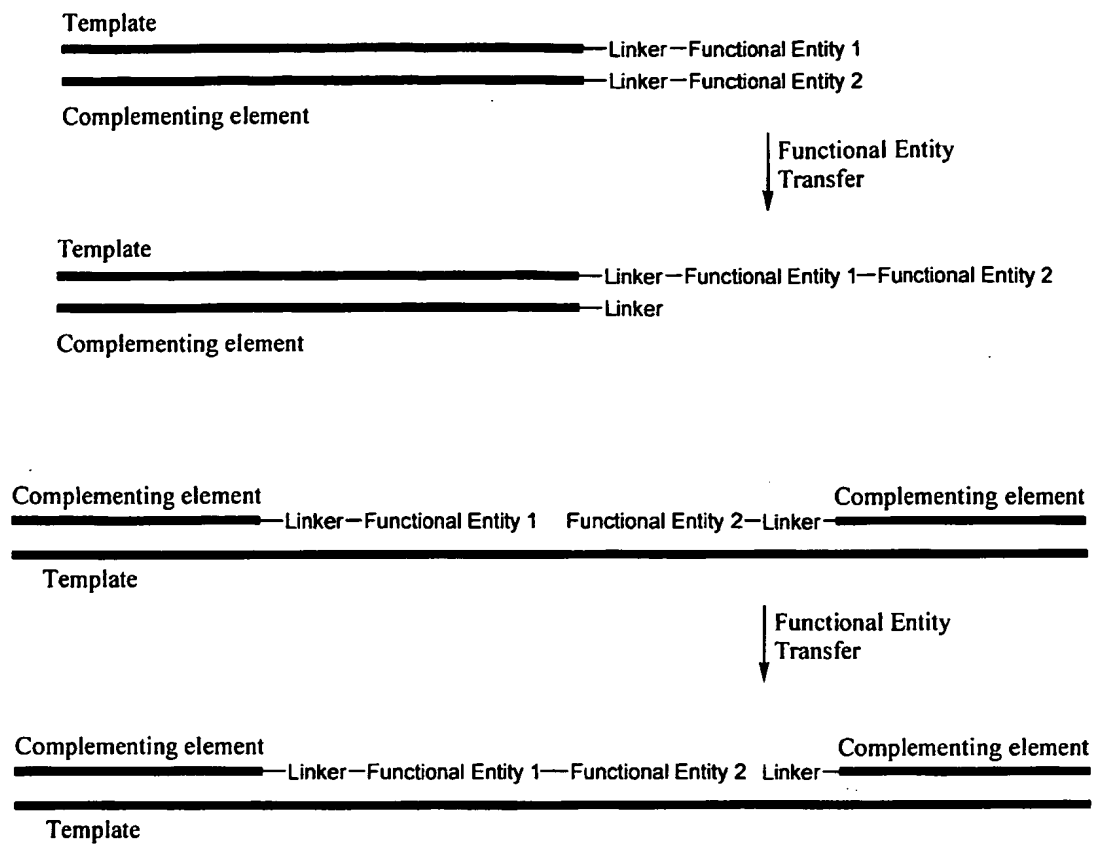 Template
Linker—Functional Entity 1
Linker—Functional Entity 2
Complementing element
Functional Entity
Transfer
Template
Linker—Functional Entity 1—Functional Entity 2
Linker
Complementing element
Complementing element Complementing element
Linker—Functional Entity 1 Functional Entity 2—Linker
Template
Functional Entity
Transfer
Complementing element Complementing element
Linker—Functional Entity 1—Functional Entity 2 Linker
Template